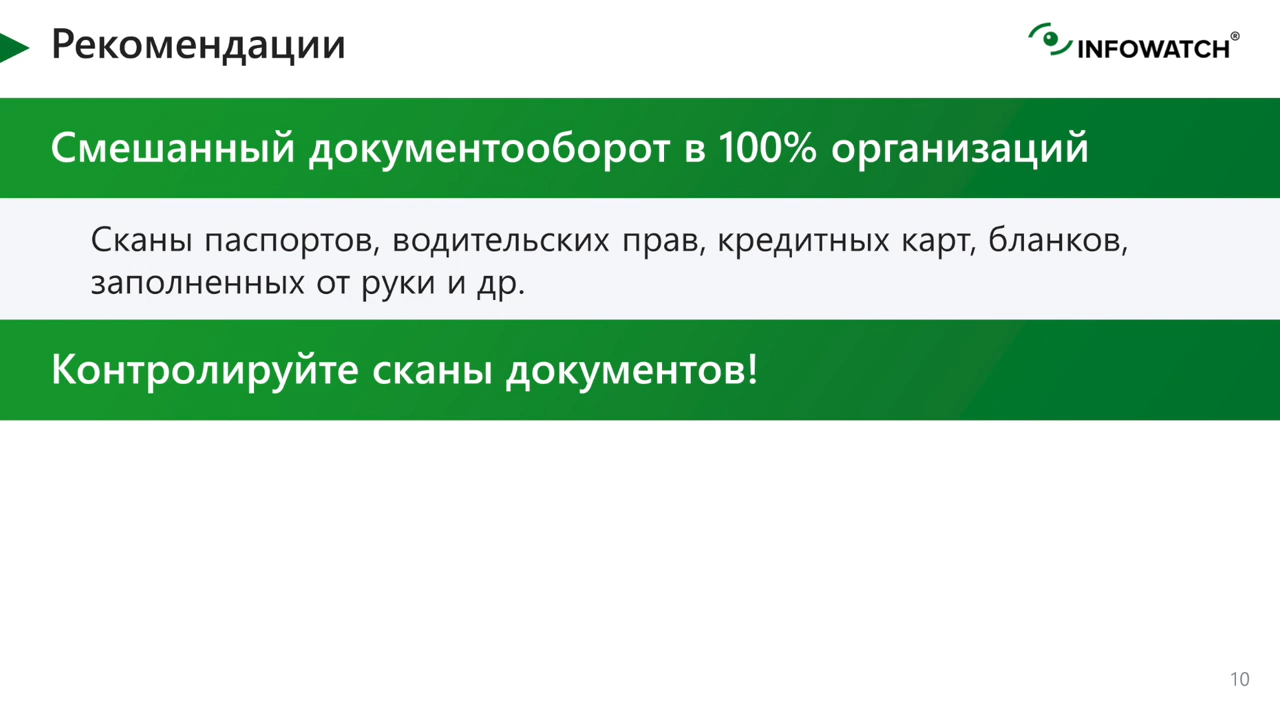 Рекомендации
INFOWATCH®
Смешанный документооборот в 100% организаций
Сканы паспортов, водительских прав, кредитных карт, бланков,
заполненных от руки и др.
Контролируйте сканы документов!
10